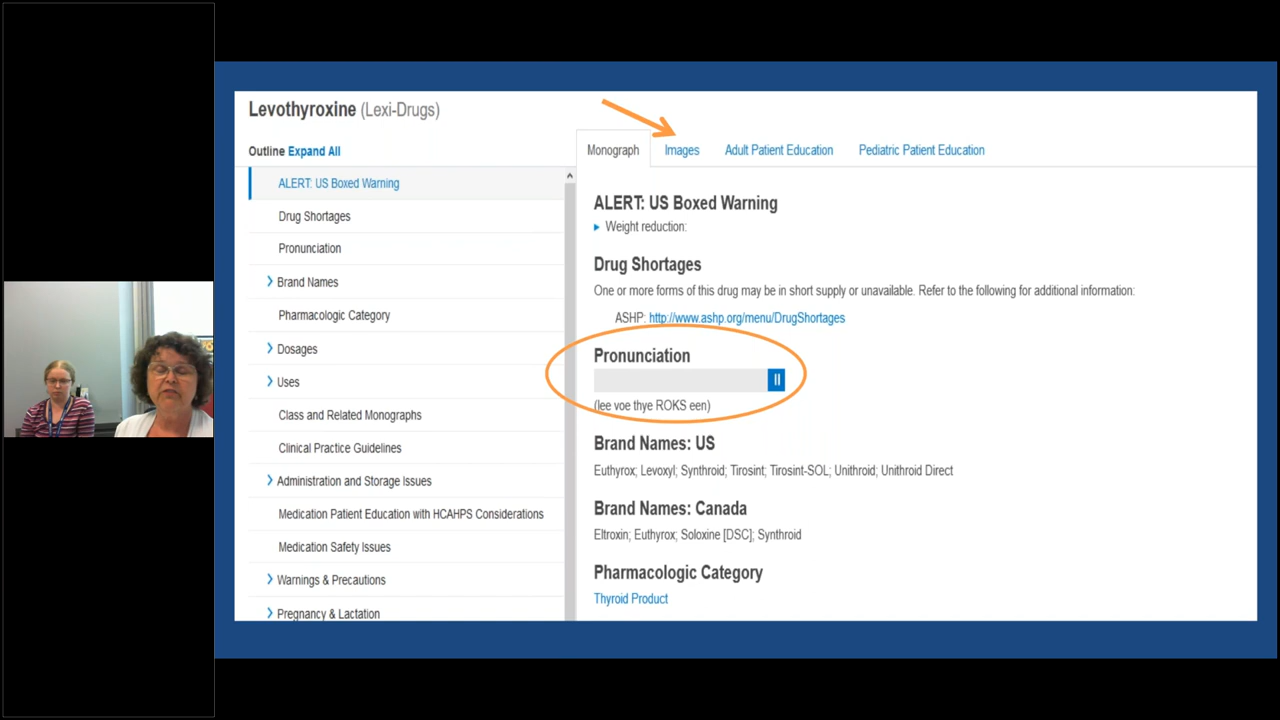 Levothyroxine (Lexi-Drugs)
Outline Expand All
ALERT: US Boxed Warning
Drug Shortages
Pronunciation
Brand Names
Pharmacologic Category
Dosages
Uses
Class and Related Monographs
Clinical Practice Guidelines
Administration and Storage Issues
Medication Patient Education with HCAHPS Considerations
Medication Safety Issues
Warnings & Precautions
Pregnancy & Lactation
Monograph Images Adult Patient Education Pediatric Patient Education
ALERT: US Boxed Warning
Weight reduction:
Drug Shortages
One or more forms of this drug may be in short supply or unavailable. Refer to the following for additional information:
ASHP: http://www.ashp.org/menu/DrugShortages
Pronunciation
(lee voe thye ROKS een)
Brand Names: US
Euthyrox; Levoxyl; Synthroid; Tirosint; Tirosint-SOL; Unithroid; Unithroid Direct
Brand Names: Canada
Eltroxin; Euthyrox; Soloxine [DSC]; Synthroid
Pharmacologic Category
Thyroid Product